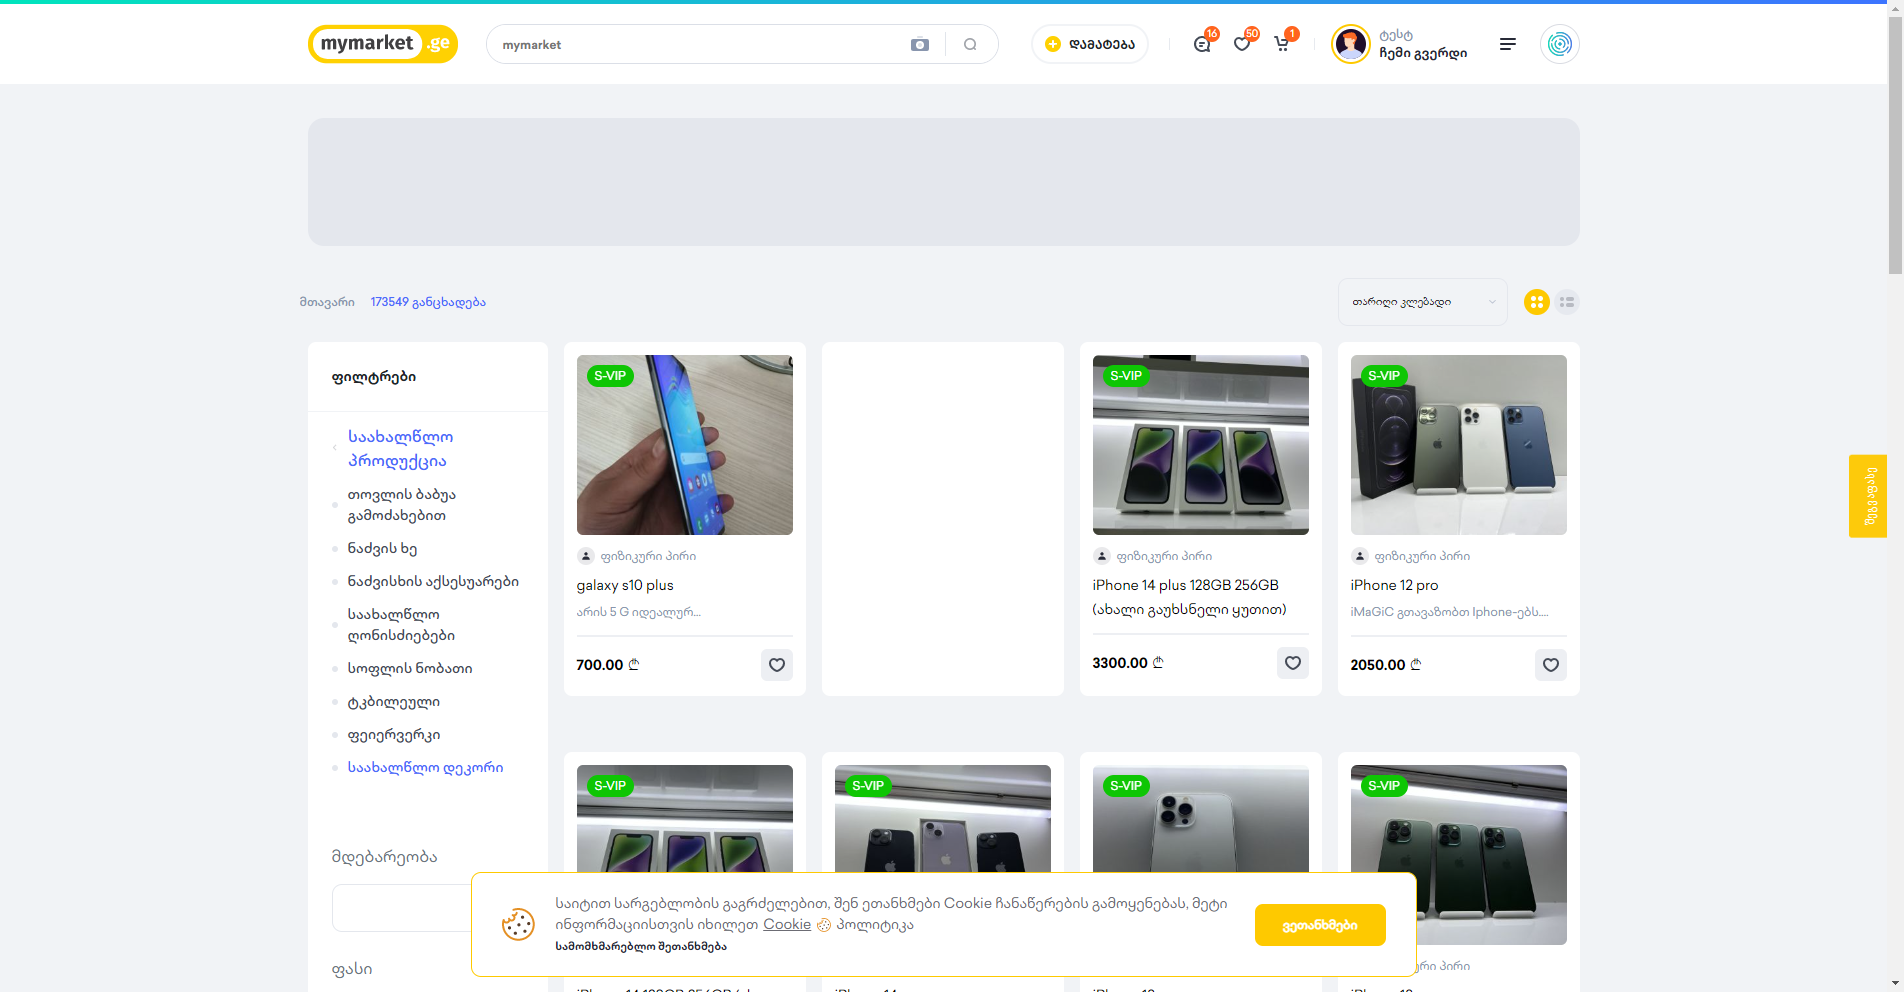 mymarket.ge
mymarket
დამატება
16
50
1
ტესტ
ჩემი გვერდი
მთავარი
173549 განცხადება
თარიღი კლებადი
ფილტრები
საახალწლო
პროდუქცია
თოვლის ბაბუა
გამოძახებით
ნაძვის ხე
ნაძვისხის აქსესუარები
საახალწლო
ღონისძიებები
სოფლის ნობათი
ტკბილეული
ფეიერვერკი
საახალწლო დეკორი
მდებარეობა
ფასი
S-VIP
ფიზიკური პირი
galaxy s10 plus
არის 5 G იდეალურ...
700.00 ₾
S-VIP
ფიზიკური პირი
iPhone 14 plus 128GB 256GB
(ახალი გაუხსნელი ყუთით)
3300.00 ₾
S-VIP
ფიზიკური პირი
iPhone 12 pro
iMaGiC გთავაზობთ Iphone-ებს....
2050.00 ₾
შეაფასე
S-VIP
S-VIP
S-VIP
S-VIP
პირი
საიტით სარგებლობის გაგრძელებით, შენ ეთანხმები Cookie ჩანაწერების გამოყენებას, მეტი
ინფორმაციისთვის იხილეთ Cookie პოლიტიკა
სამომხმარებლო შეთანხმება
ვეთანხმები